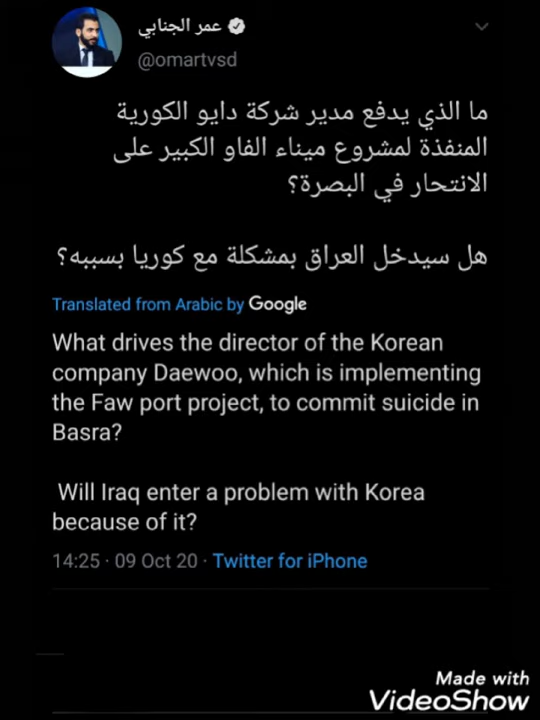 عمر الجنابي
@omartvsd
ما الذي يدفع مدير شركة دايو الكورية
المنفذة لمشروع ميناء الفاو الكبير على
الانتحار في البصرة؟
هل سيدخل العراق بمشكلة مع كوريا بسببه؟
Translated from Arabic by Google
What drives the director of the Korean
company Daewoo, which is implementing
the Faw port project, to commit suicide in
Basra?
Will Iraq enter a problem with Korea
because of it?
14:25 · 09 Oct 20 · Twitter for iPhone
Made with
VideoShow